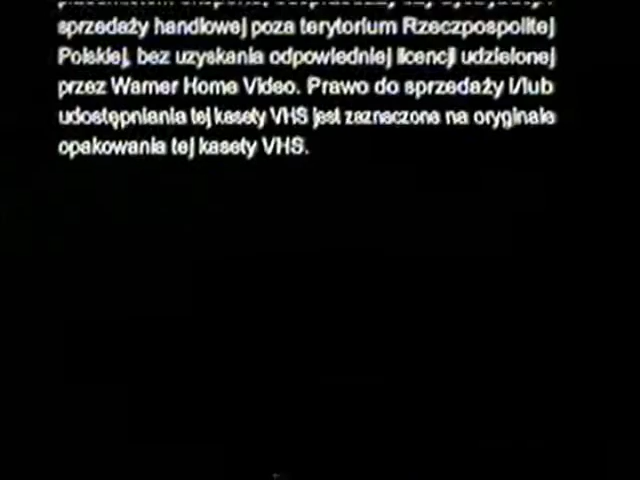 sprzedaży handlowej poza terytorium Rzeczpospolitej
Polskiej, bez uzyskania odpowiedniej licencji udzielonej
przez Warner Home Video. Prawo do sprzedaży i/lub
udostępniania tej kasety VHS jest zaznaczone na oryginale
opakowania tej kasety VHS.